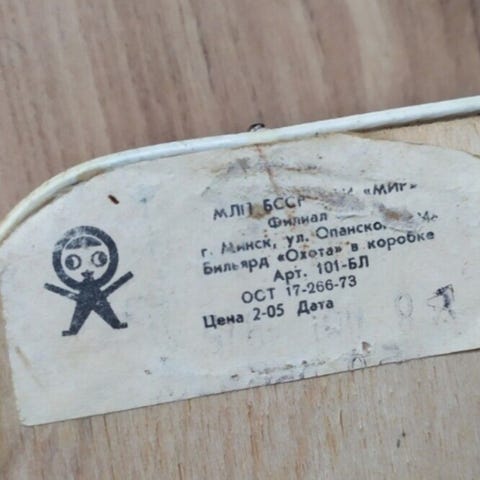 МЛП БССР «МИГ»
Филиал
г. Минск, ул. Опанского
Бильярд «Охота» в коробке
Арт. 101-БЛ
ОСТ 17-266-73
Цена 2-05 Дата